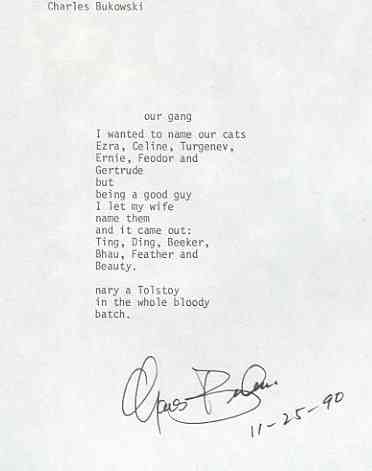 Charles Bukowski
our gang
I wanted to name our cats
Ezra, Celine, Turgenev,
Ernie, Feodor and
Gertrude
but
being a good guy
I let my wife
name them
and it came out:
Ting, Ding, Beeker,
Bhau, Feather and
Beauty.
nary a Tolstoy
in the whole bloody
batch.
11-25-90